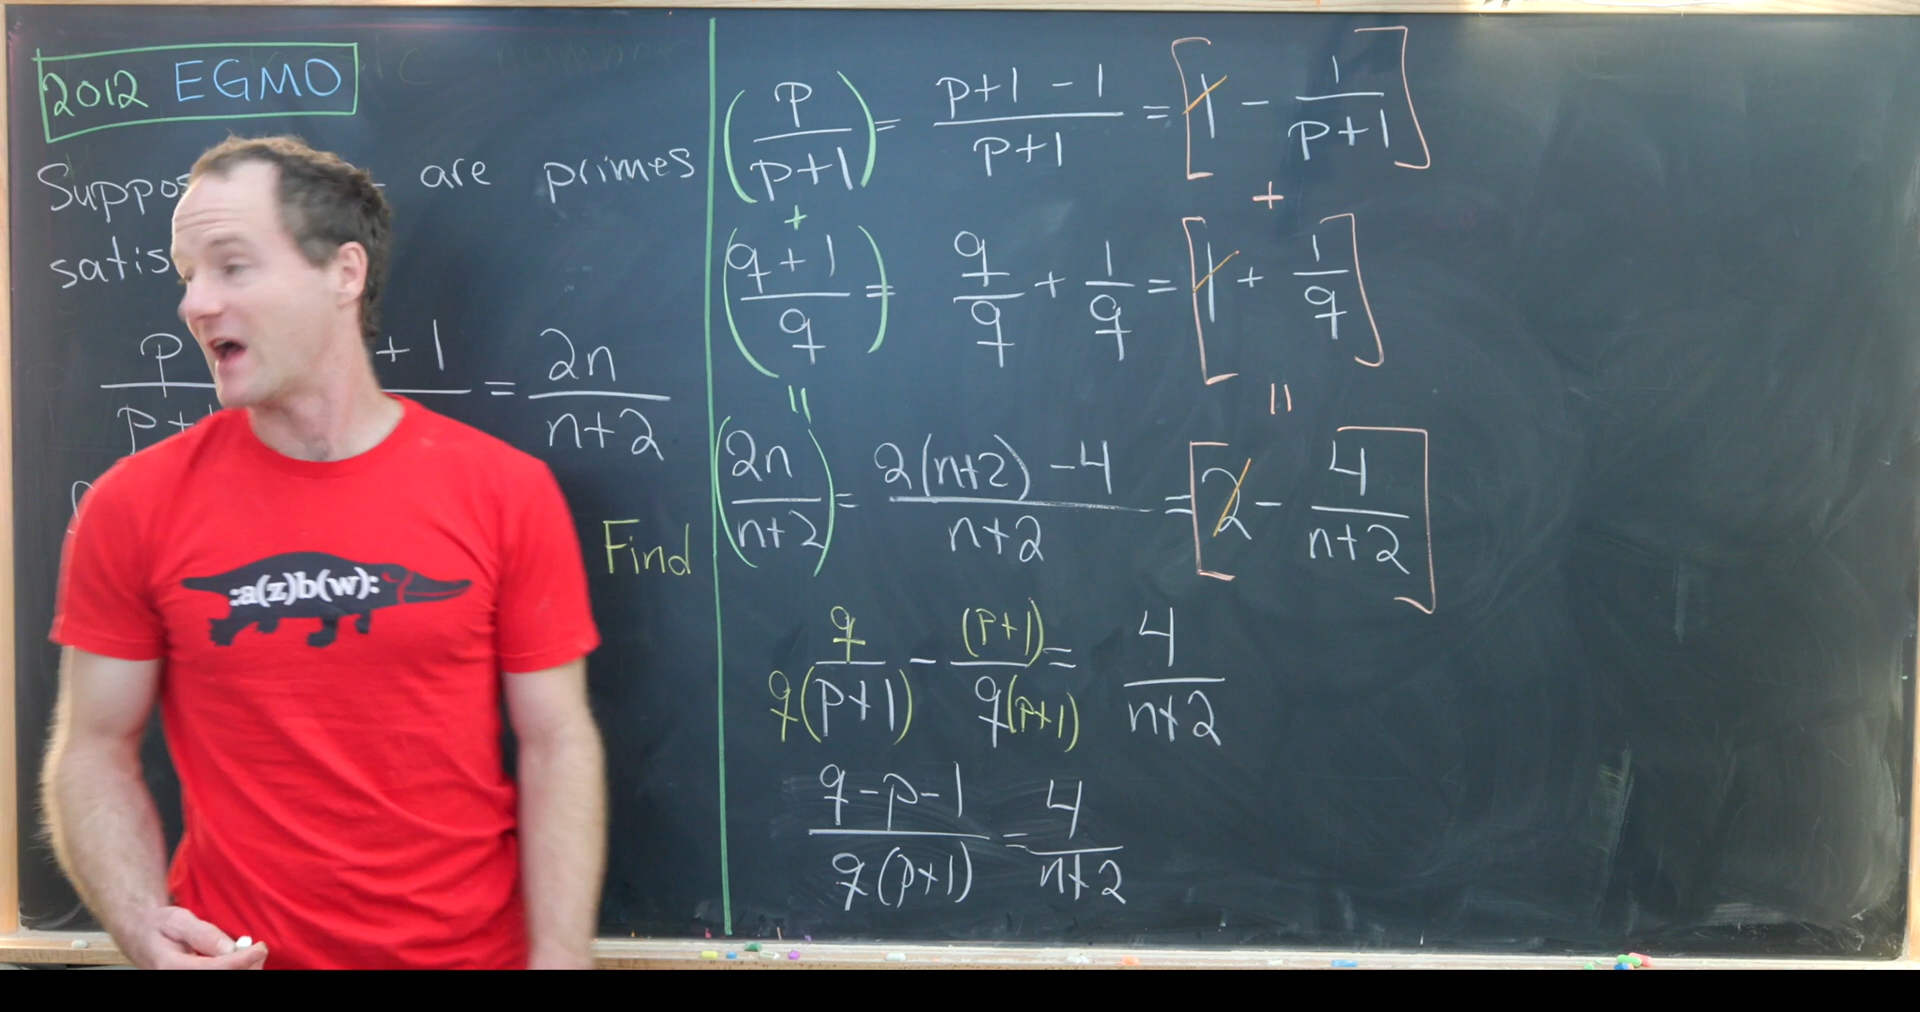 2012 EGMO
Suppos are primes
satis
p + 1 = 2n
p+ n+2
Find
:a(z)b(w):
(p/(p+1)) = (p+1 - 1)/(p+1) = [1 - 1/(p+1)]
+ +
((q+1)/q) = q/q + 1/q = [1 + 1/q]
= =
(2n/(n+2)) = (2(n+2) - 4)/(n+2) = [2 - 4/(n+2)]
q/(q(p+1)) - (p+1)/(q(p+1)) = 4/(n+2)
(q-p-1)/(q(p+1)) = 4/(n+2)